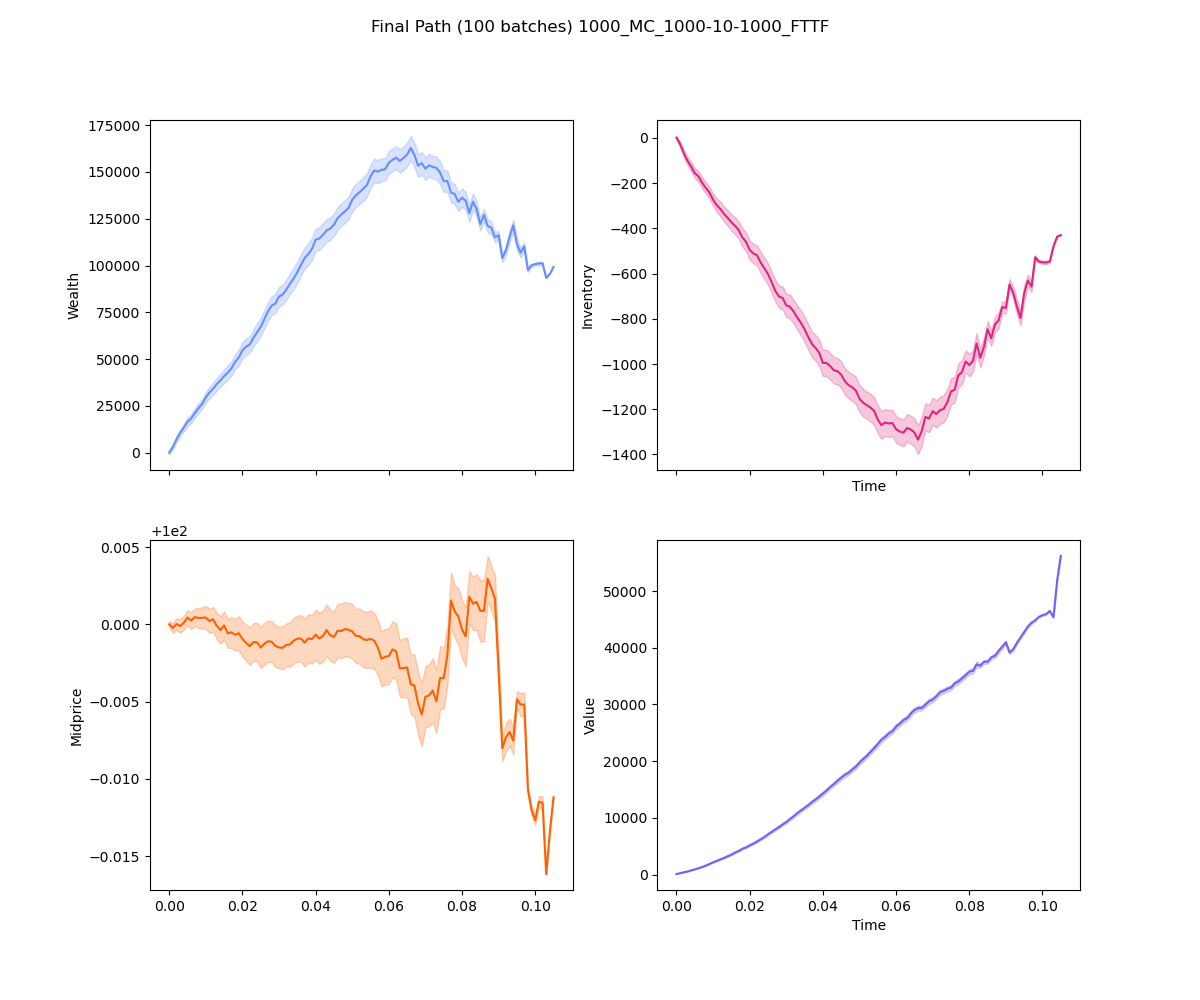 Final Path (100 batches) 1000_MC_1000-10-1000_FTTF
175000
150000
125000
100000
75000
50000
25000
0
Wealth
0
−200
−400
−600
−800
−1000
−1200
−1400
Inventory
Time
+1e2
0.005
0.000
−0.005
−0.010
−0.015
Midprice
0.00 0.02 0.04 0.06 0.08 0.10
50000
40000
30000
20000
10000
0
Value
0.00 0.02 0.04 0.06 0.08 0.10
Time